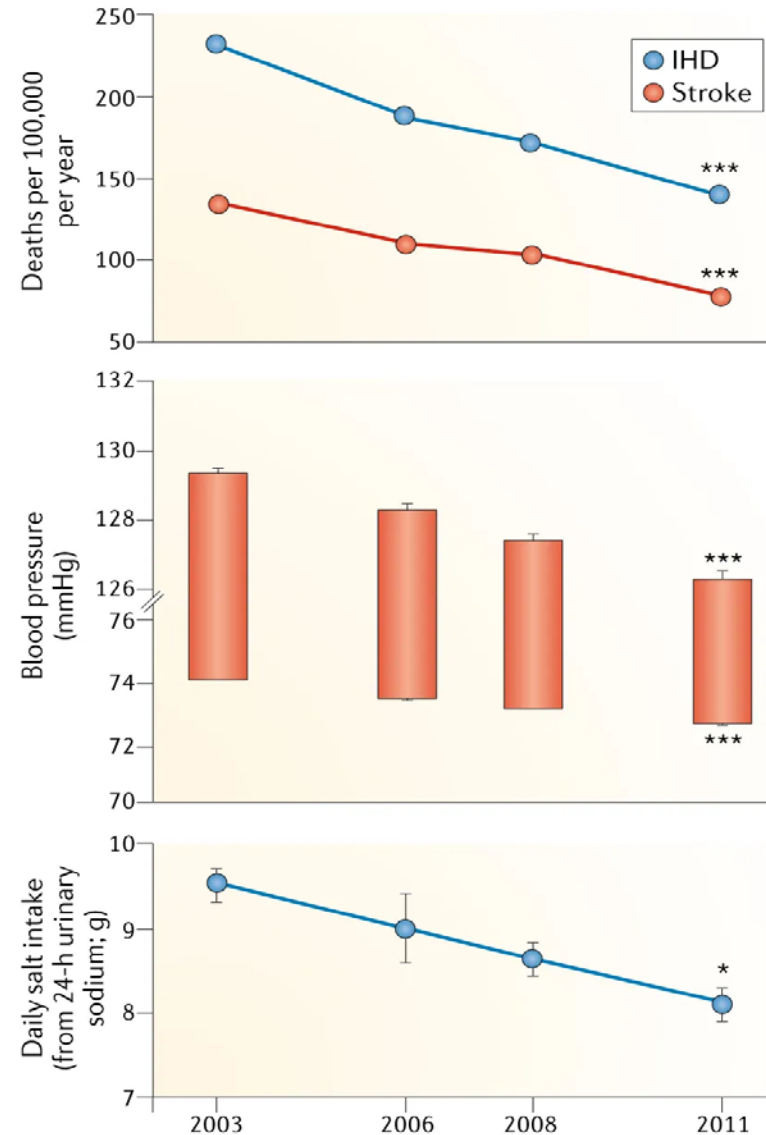 250
200
150
100
50
Deaths per 100,000
per year
IHD
Stroke
***
***
132
130
128
126
76
74
72
70
Blood pressure
(mmHg)
***
***
10
9
8
7
Daily salt intake
(from 24-h urinary
sodium; g)
*
2003 2006 2008 2011